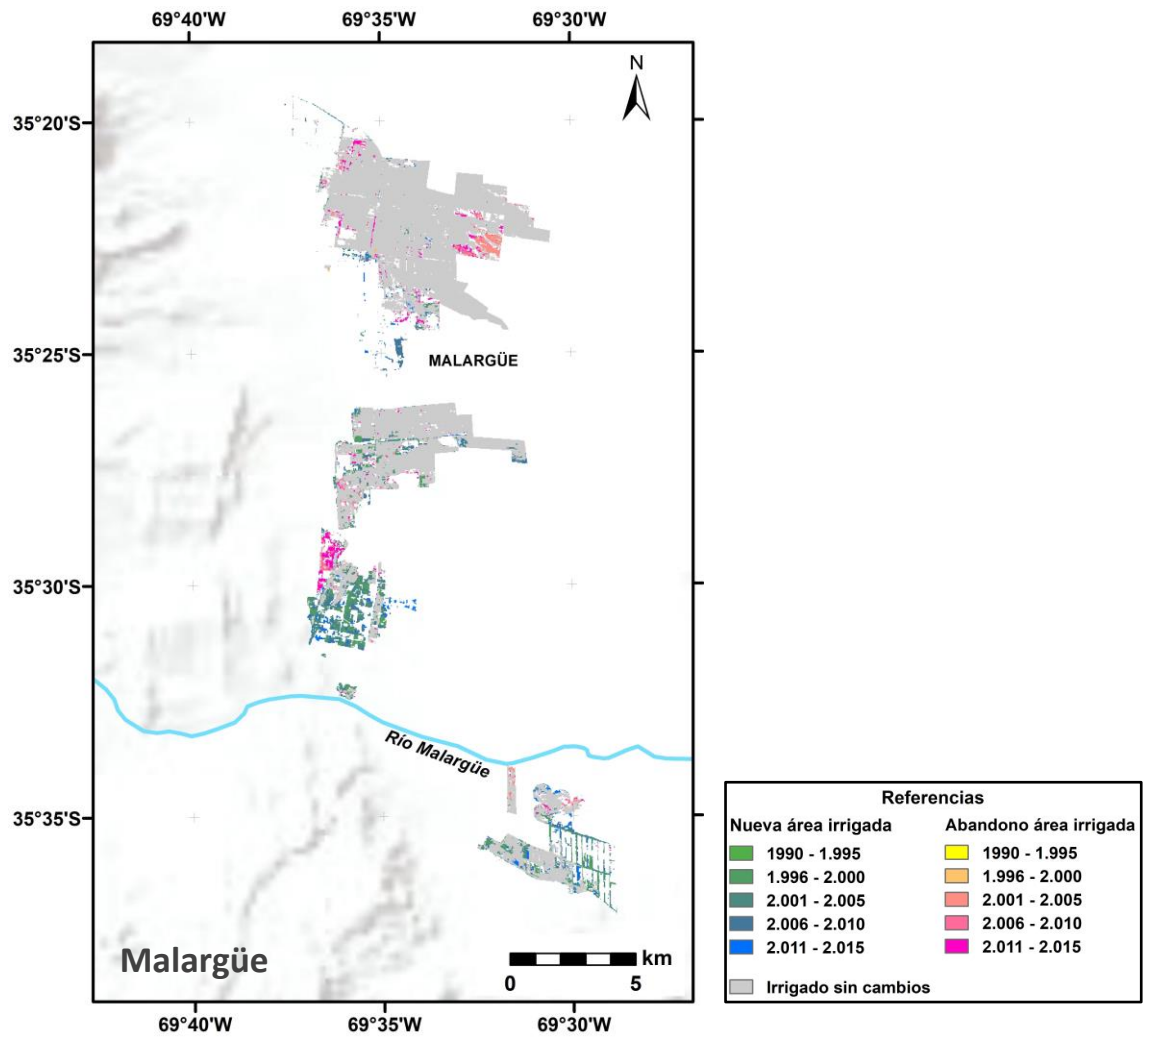 69°40'W 69°35'W 69°30'W
N
35°20'S
MALARGÜE
35°25'S
35°30'S
Río Malargüe
35°35'S
Malargüe
km
0 5
69°40'W 69°35'W 69°30'W
Referencias
Nueva área irrigada Abandono área irrigada
1990 - 1.995 1990 - 1.995
1.996 - 2.000 1.996 - 2.000
2.001 - 2.005 2.001 - 2.005
2.006 - 2.010 2.006 - 2.010
2.011 - 2.015 2.011 - 2.015
Irrigado sin cambios